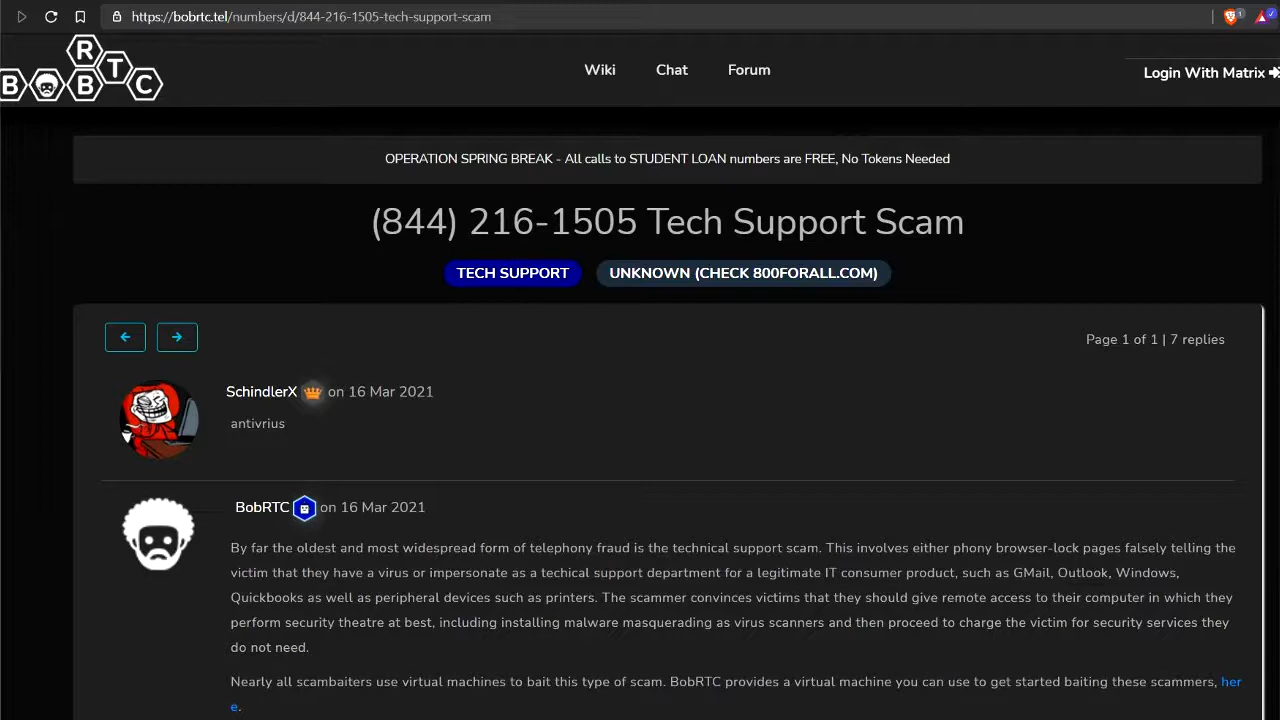 https://bobrtc.tel/numbers/d/844-216-1505-tech-support-scam
1
BOB RTC
Wiki Chat Forum Login With Matrix
OPERATION SPRING BREAK - All calls to STUDENT LOAN numbers are FREE, No Tokens Needed
(844) 216-1505 Tech Support Scam
TECH SUPPORT UNKNOWN (CHECK 800FORALL.COM)
Page 1 of 1 | 7 replies
SchindlerX on 16 Mar 2021
antivrius
BobRTC on 16 Mar 2021
By far the oldest and most widespread form of telephony fraud is the technical support scam. This involves either phony browser-lock pages falsely telling the
victim that they have a virus or impersonate as a techical support department for a legitimate IT consumer product, such as GMail, Outlook, Windows,
Quickbooks as well as peripheral devices such as printers. The scammer convinces victims that they should give remote access to their computer in which they
perform security theatre at best, including installing malware masquerading as virus scanners and then proceed to charge the victim for security services they
do not need.
Nearly all scambaiters use virtual machines to bait this type of scam. BobRTC provides a virtual machine you can use to get started baiting these scammers, her
e.